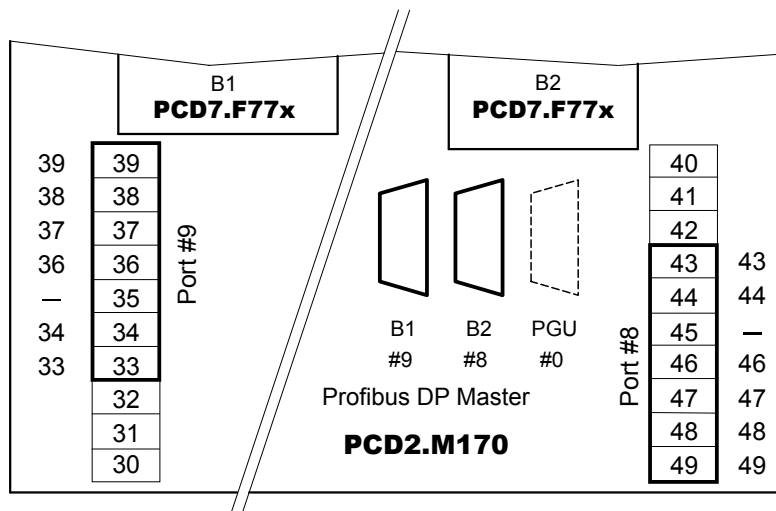 B1
PCD7.F77x
B2
PCD7.F77x
39 39
38 38
37 37
36 36
– 35
34 34
33 33
32
31
30
Port #9
B1 B2 PGU
#9 #8 #0
Profibus DP Master
PCD2.M170
Port #8
40
41
42
43 43
44 44
45 –
46 46
47 47
48 48
49 49